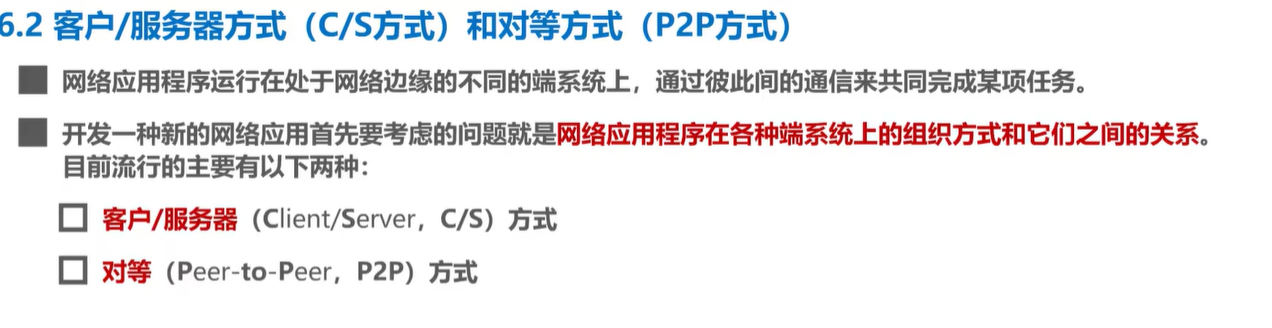 6.2 客户/服务器方式（C/S方式）和对等方式（P2P方式）
网络应用程序运行在处于网络边缘的不同的端系统上，通过彼此间的通信来共同完成某项任务。
开发一种新的网络应用首先要考虑的问题就是网络应用程序在各种端系统上的组织方式和它们之间的关系。
目前流行的主要有以下两种：
客户/服务器（Client/Server，C/S）方式
对等（Peer-to-Peer，P2P）方式